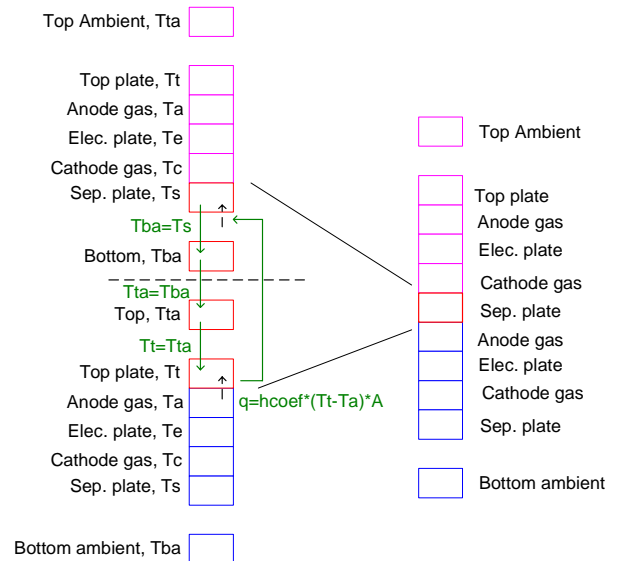 Top Ambient, Tta
Top plate, Tt
Anode gas, Ta
Elec. plate, Te
Cathode gas, Tc
Sep. plate, Ts
Tba=Ts
Bottom, Tba
Tta=Tba
Top, Tta
Tt=Tta
Top plate, Tt
Anode gas, Ta
q=hcoef*(Tt-Ta)*A
Elec. plate, Te
Cathode gas, Tc
Sep. plate, Ts
Bottom ambient, Tba
Top Ambient
Top plate
Anode gas
Elec. plate
Cathode gas
Sep. plate
Anode gas
Elec. plate
Cathode gas
Sep. plate
Bottom ambient